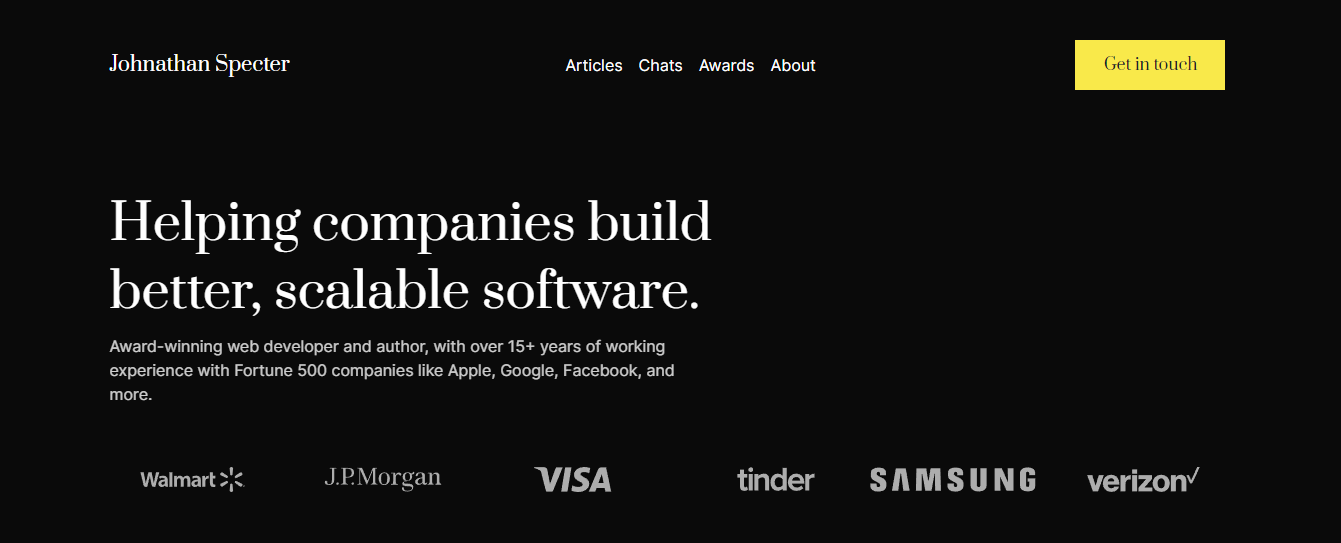 Johnathan Specter
Articles Chats Awards About
Get in touch
Helping companies build
better, scalable software.
Award-winning web developer and author, with over 15+ years of working
experience with Fortune 500 companies like Apple, Google, Facebook, and
more.
Walmart J.P.Morgan VISA tinder SAMSUNG verizon